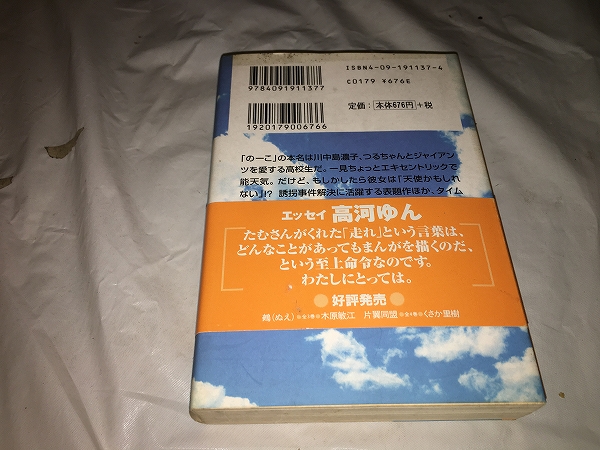 ISBN4-09-191137-4
C0179 ¥676E
9784091911377
定価：本体676円+税
1920179006766
「のーこ」の本名は川中島濃子、つるちゃんとジャイアン
ツを愛する高校生だ。一見ちょっとエキセントリックで
能天気。だけど、もしかしたら彼女は「天使かもしれ
ない」!? 誘拐事件解決に活躍する表題作ほか、タイム
エッセイ 高河ゆん
たむさんがくれた「走れ」という言葉は、
どんなことがあってもまんがを描くのだ、
という至上命令なのです。
わたしにとっては。
●好評発売●
鵺（ぬえ）※全3巻※木原敏江 片翼同盟※全4巻※くさか里樹